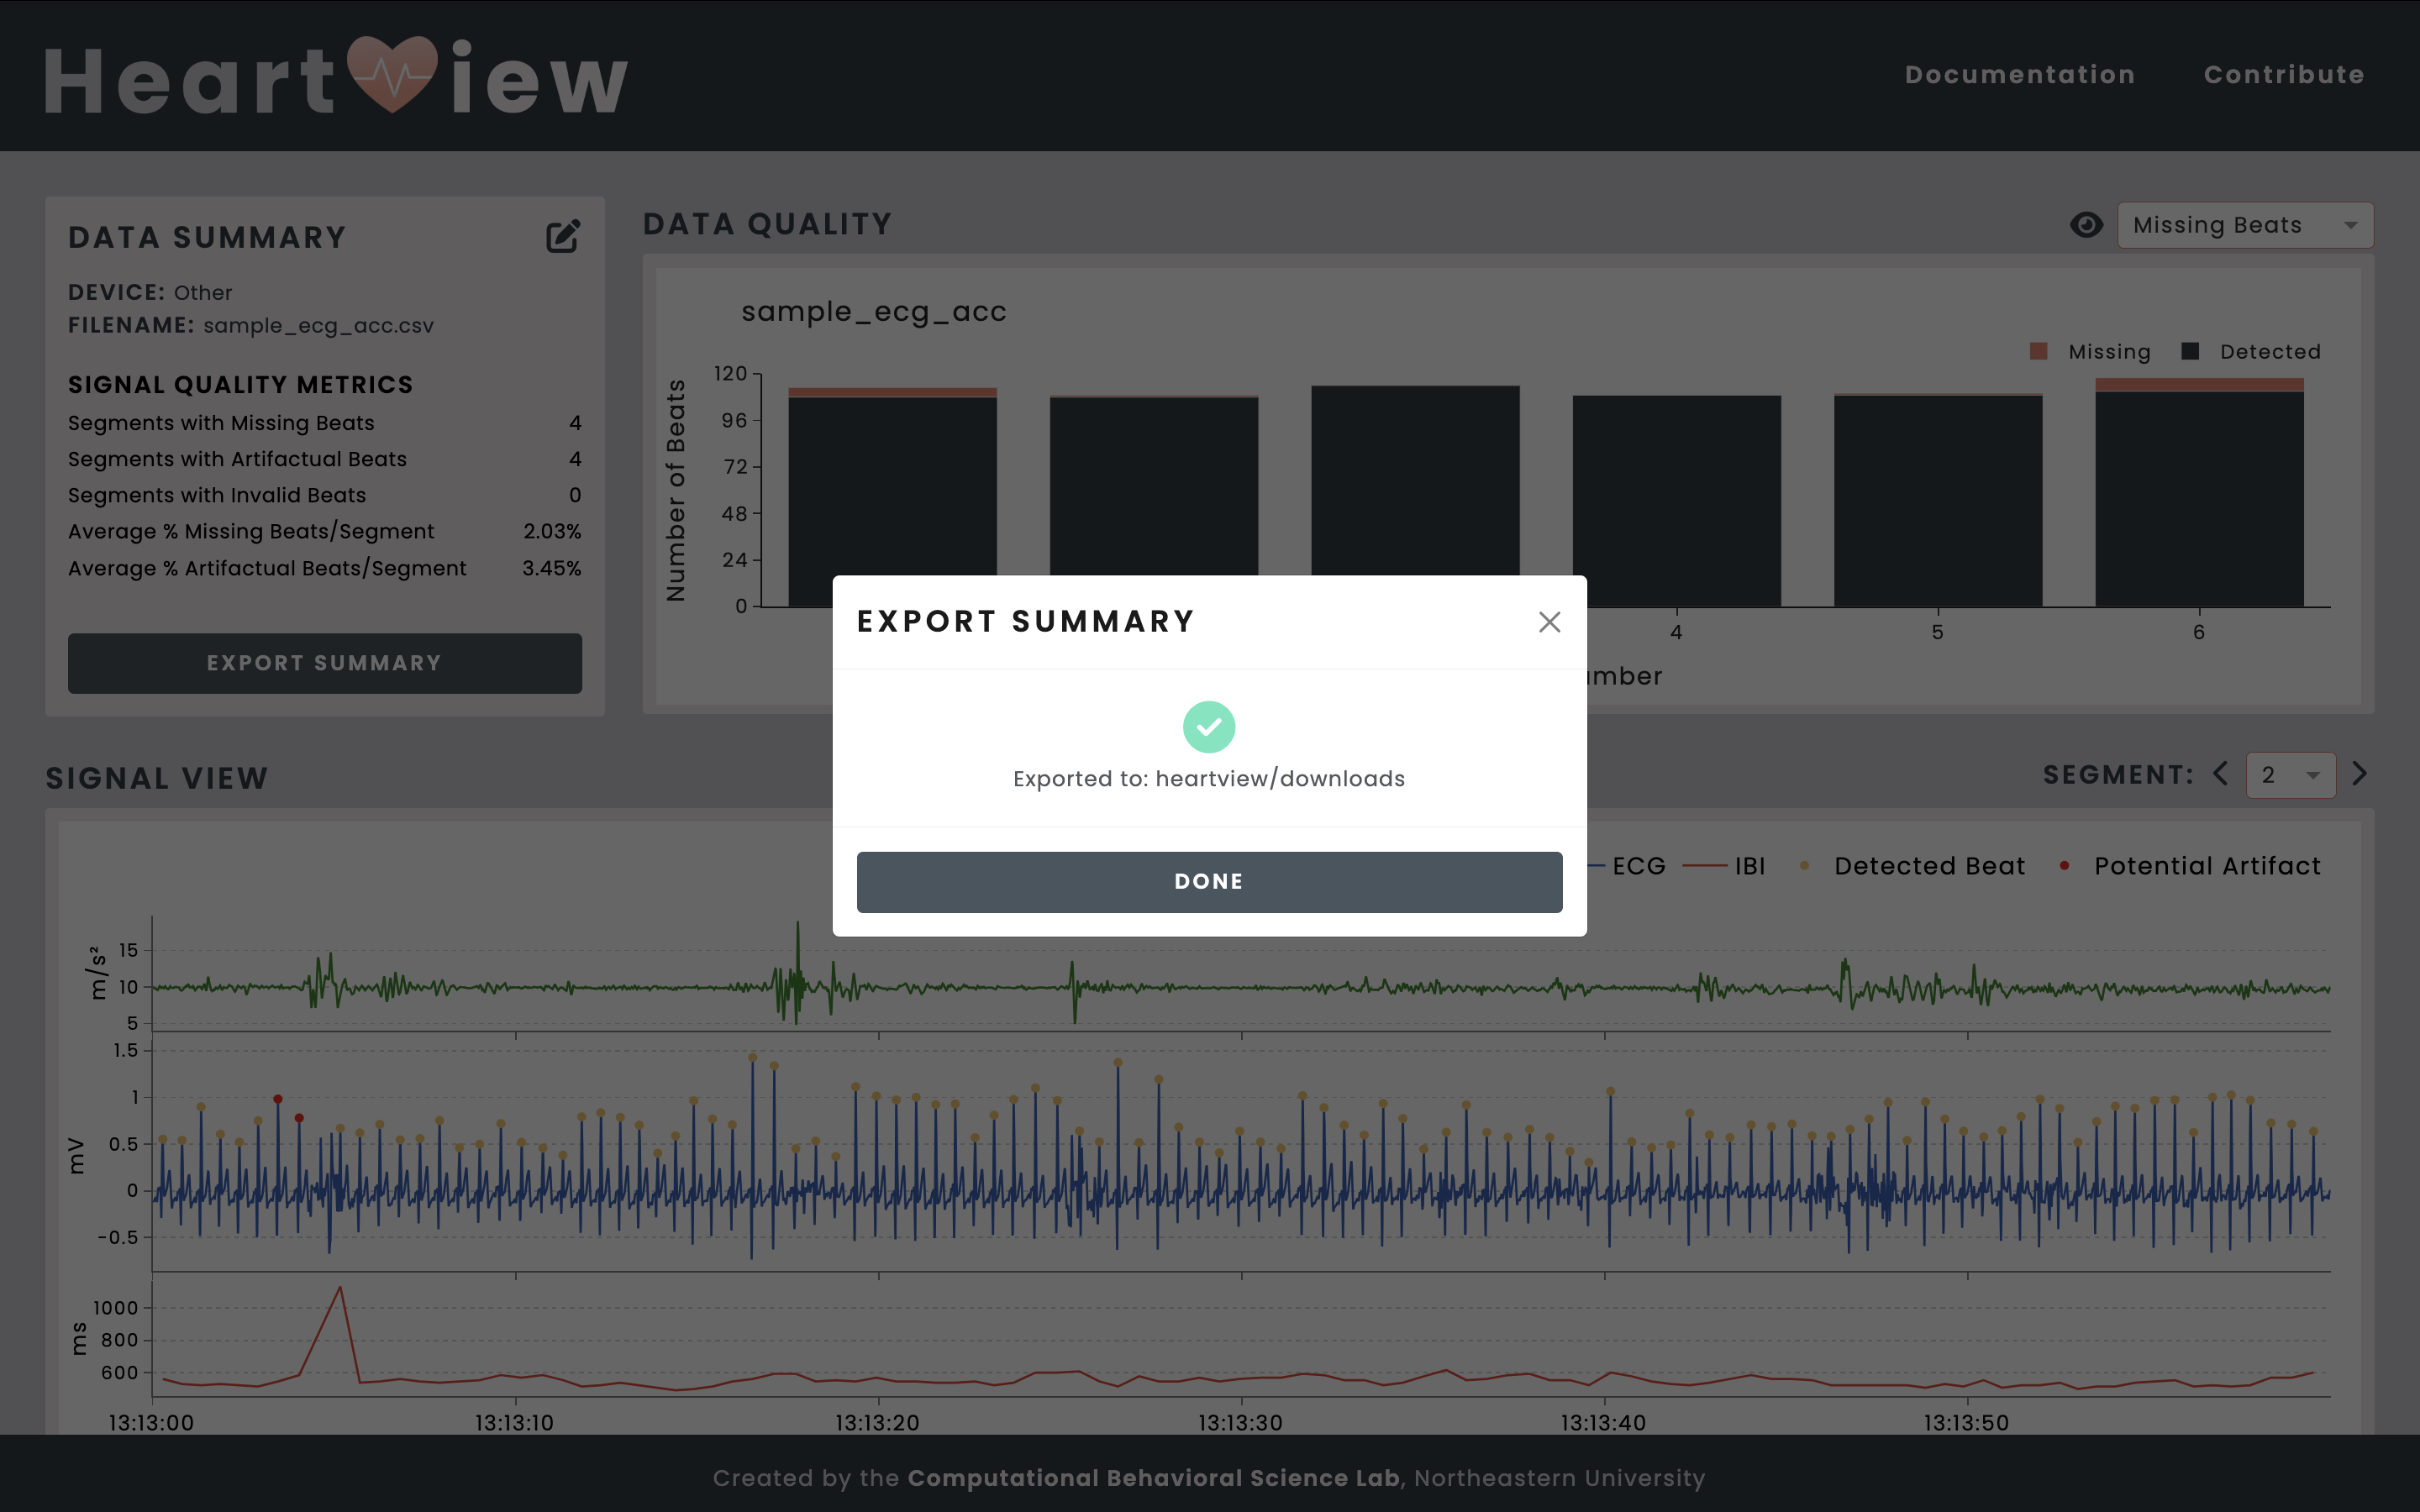 Heart iew
Documentation
Contribute
DATA SUMMARY
DEVICE: Other
FILENAME: sample_ecg_acc.csv
SIGNAL QUALITY METRICS
Segments with Missing Beats 4
Segments with Artifactual Beats 4
Segments with Invalid Beats 0
Average % Missing Beats/Segment 2.03%
Average % Artifactual Beats/Segment 3.45%
EXPORT SUMMARY
DATA QUALITY
Missing Beats
sample_ecg_acc
Missing Detected
Number of Beats
120
96
72
48
24
0
4 5 6
mber
EXPORT SUMMARY
Exported to: heartview/downloads
DONE
SIGNAL VIEW
SEGMENT: 2
ECG IBI Detected Beat Potential Artifact
m/s²
15
10
5
mV
1.5
1
0.5
0
-0.5
ms
1000
800
600
13:13:00 13:13:10 13:13:20 13:13:30 13:13:40 13:13:50
Created by the Computational Behavioral Science Lab, Northeastern University